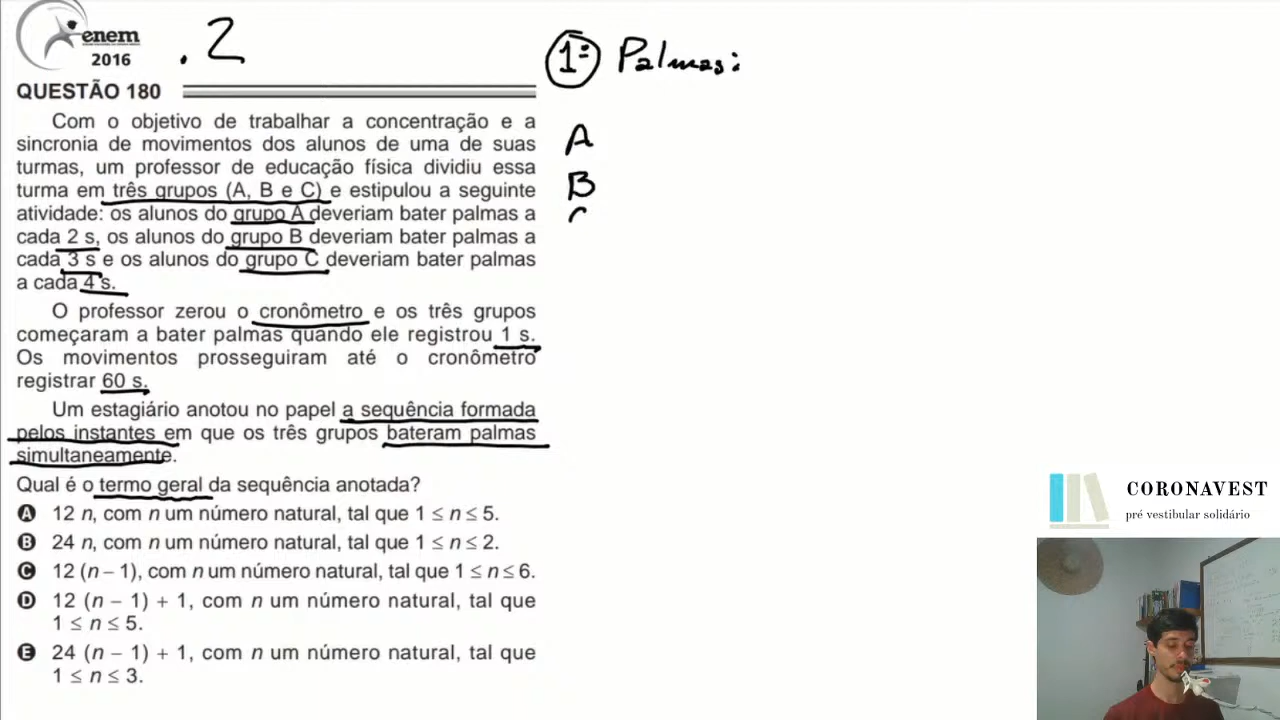 enem
2016
. 2
QUESTÃO 180
Com o objetivo de trabalhar a concentração e a
sincronia de movimentos dos alunos de uma de suas
turmas, um professor de educação física dividiu essa
turma em três grupos (A, B e C) e estipulou a seguinte
atividade: os alunos do grupo A deveriam bater palmas a
cada 2 s, os alunos do grupo B deveriam bater palmas a
cada 3 s e os alunos do grupo C deveriam bater palmas
a cada 4 s.
O professor zerou o cronômetro e os três grupos
começaram a bater palmas quando ele registrou 1 s.
Os movimentos prosseguiram até o cronômetro
registrar 60 s.
Um estagiário anotou no papel a sequência formada
pelos instantes em que os três grupos bateram palmas
simultaneamente.
Qual é o termo geral da sequência anotada?
A 12 n, com n um número natural, tal que 1 ≤ n ≤ 5.
B 24 n, com n um número natural, tal que 1 ≤ n ≤ 2.
C 12 (n – 1), com n um número natural, tal que 1 ≤ n ≤ 6.
D 12 (n – 1) + 1, com n um número natural, tal que
1 ≤ n ≤ 5.
E 24 (n – 1) + 1, com n um número natural, tal que
1 ≤ n ≤ 3.
1º Palmas:
A
B
CORONAVEST
pré vestibular solidário